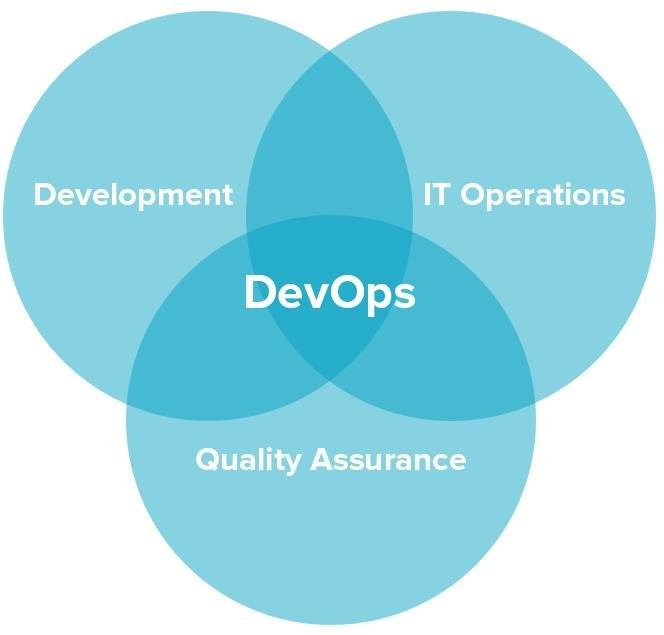 Development
IT Operations
DevOps
Quality Assurance